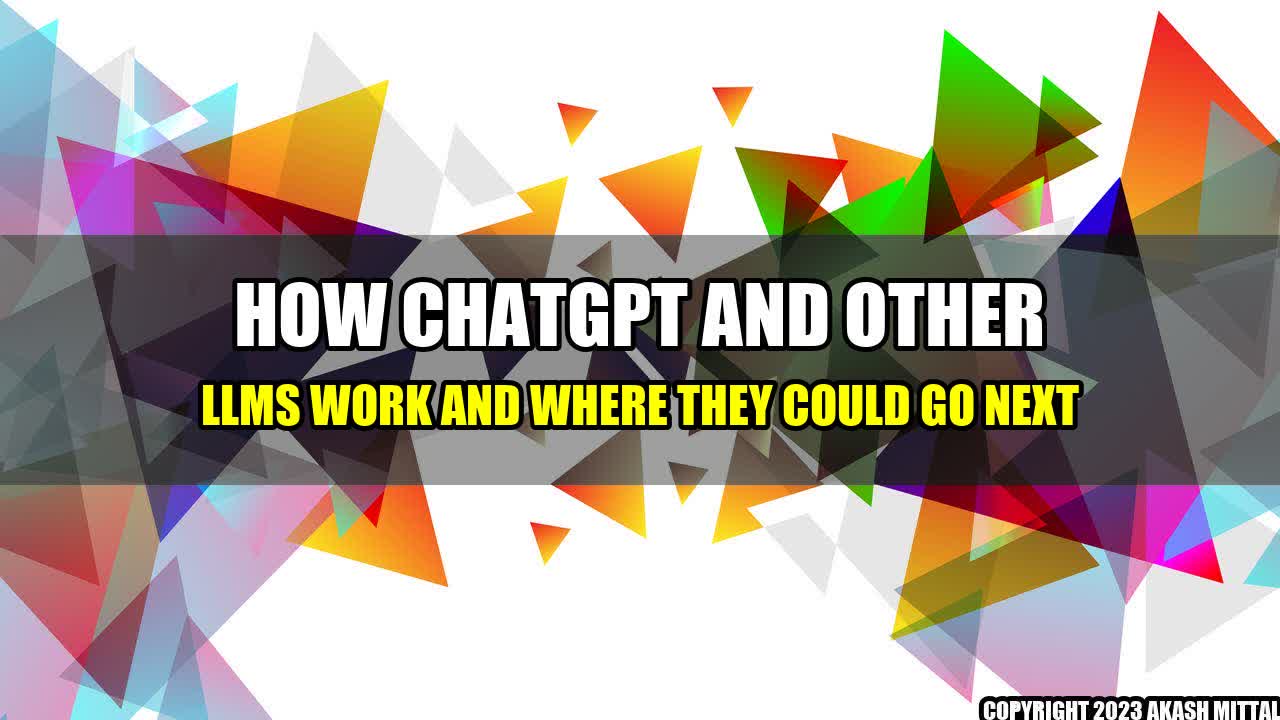 HOW CHATGPT AND OTHER
LLMS WORK AND WHERE THEY COULD GO NEXT
COPYRIGHT 2023 AKASH MITTAL